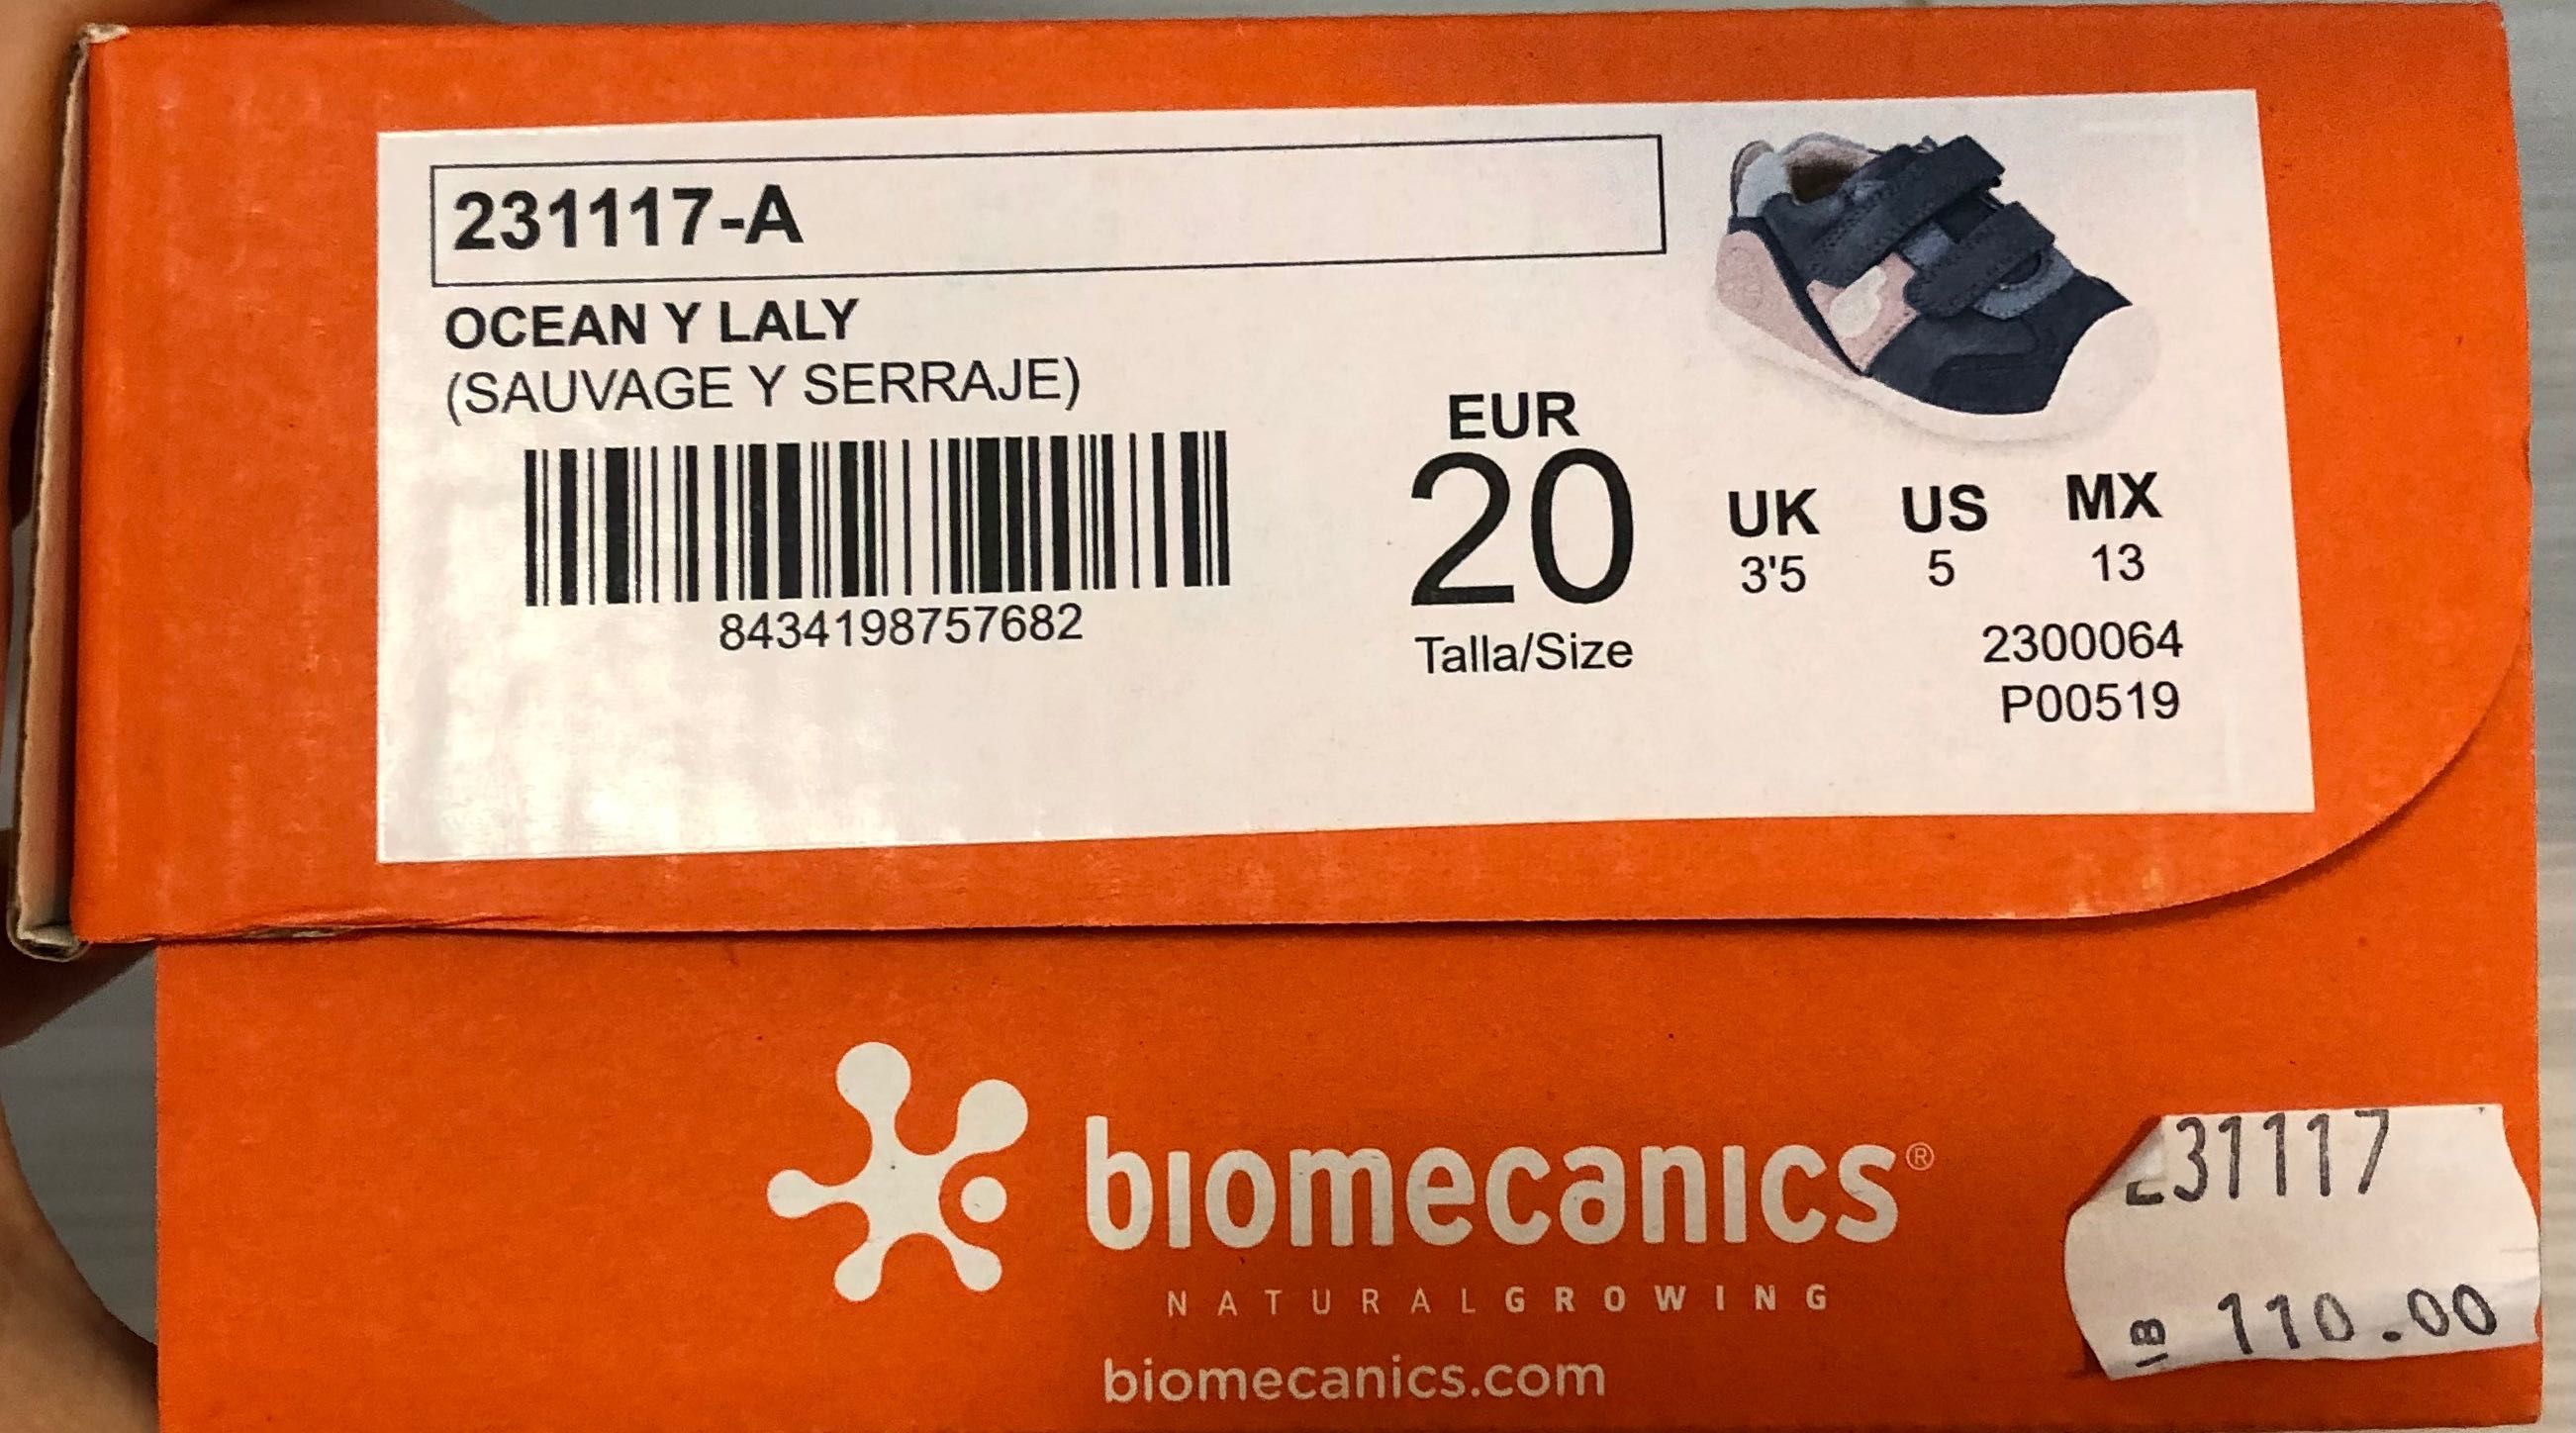 231117-A
OCEAN Y LALY
(SAUVAGE Y SERRAJE)
8434198757682
EUR
20
Talla/Size
UK US MX
3'5 5 13
2300064
P00519
biomecanics®
NATURALGROWING
biomecanics.com
231117
110.00